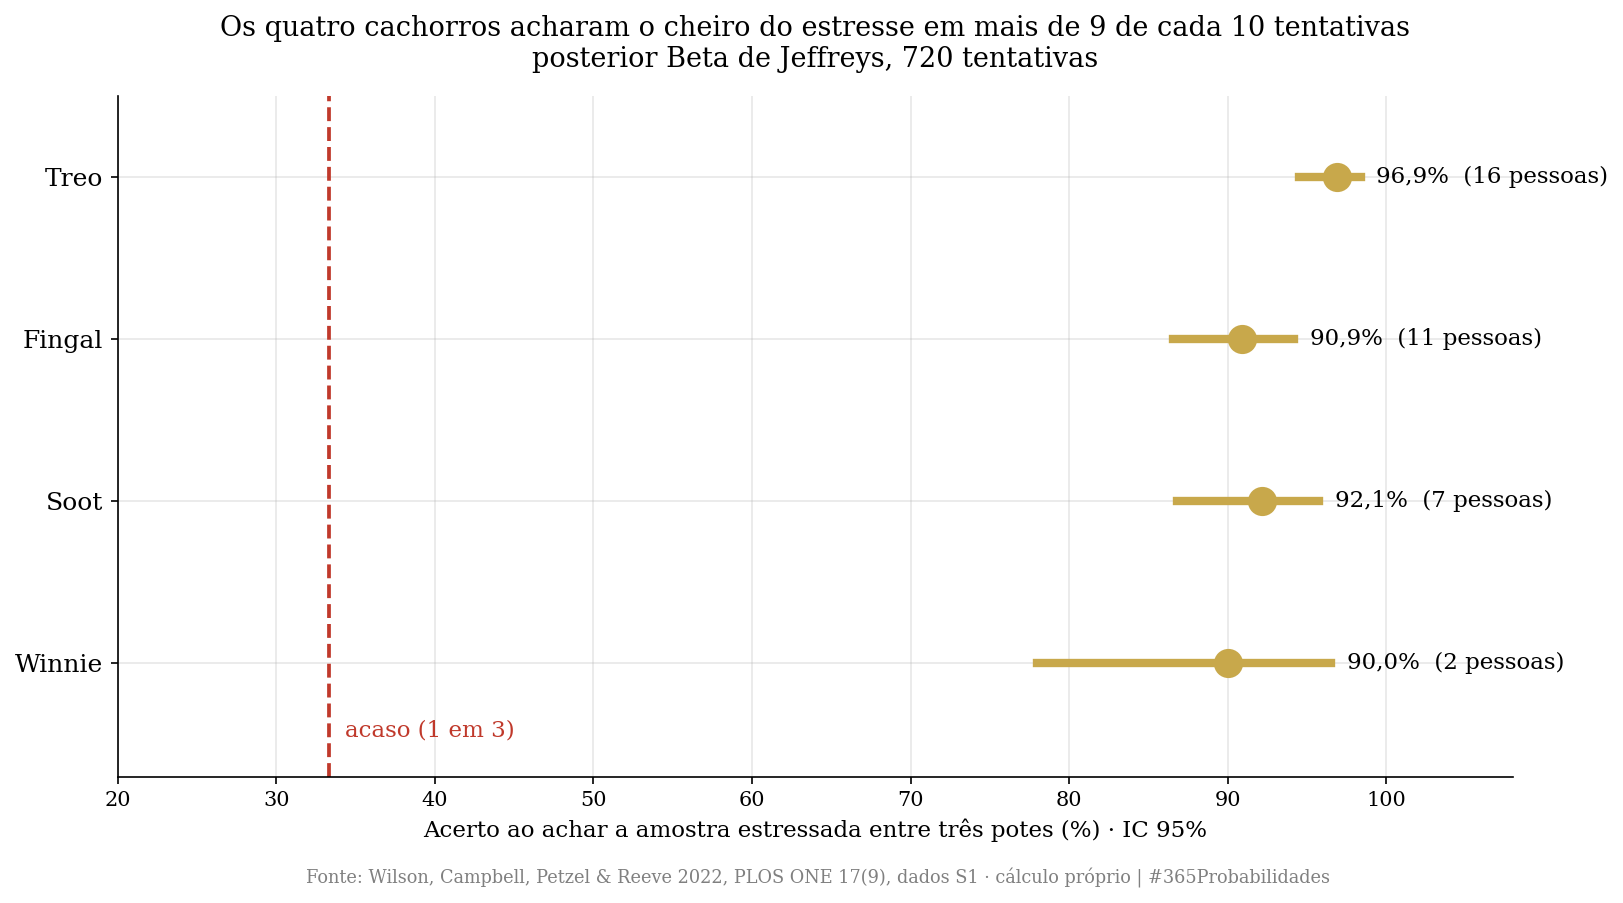 Os quatro cachorros acharam o cheiro do estresse em mais de 9 de cada 10 tentativas
posterior Beta de Jeffreys, 720 tentativas
Treo
96,9%  (16 pessoas)
Fingal
90,9%  (11 pessoas)
Soot
92,1%  (7 pessoas)
Winnie
90,0%  (2 pessoas)
acaso (1 em 3)
20 30 40 50 60 70 80 90 100
Acerto ao achar a amostra estressada entre três potes (%) · IC 95%
Fonte: Wilson, Campbell, Petzel & Reeve 2022, PLOS ONE 17(9), dados S1 · cálculo próprio | #365Probabilidades